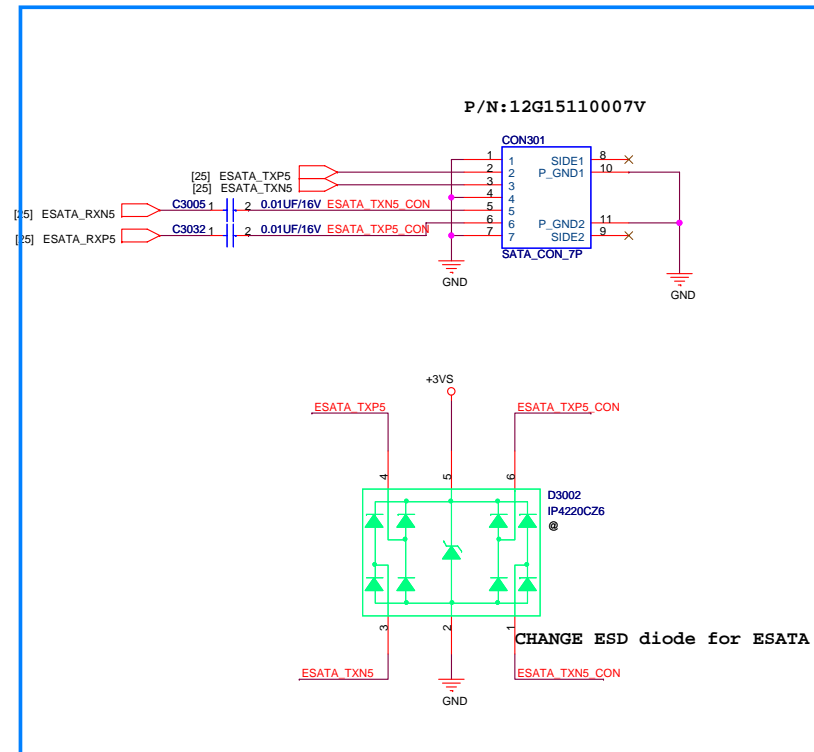 P/N:12G15110007V
CON301
1 1 SIDE1 8
[25] ESATA_TXP5 2 2 P_GND1 10
[25] ESATA_TXN5 3 3
4 4
[25] ESATA_RXN5 C3005 1 2 0.01UF/16V ESATA_TXN5_CON 5 5
[25] ESATA_RXP5 C3032 1 2 0.01UF/16V ESATA_TXP5_CON 6 6 P_GND2 11
7 7 SIDE2 9
SATA_CON_7P
GND
GND
+3VS
ESATA_TXP5 ESATA_TXP5_CON
4 5 6
D3002
IP4220CZ6
@
3 2 1
CHANGE ESD diode for ESATA
ESATA_TXN5 ESATA_TXN5_CON
GND